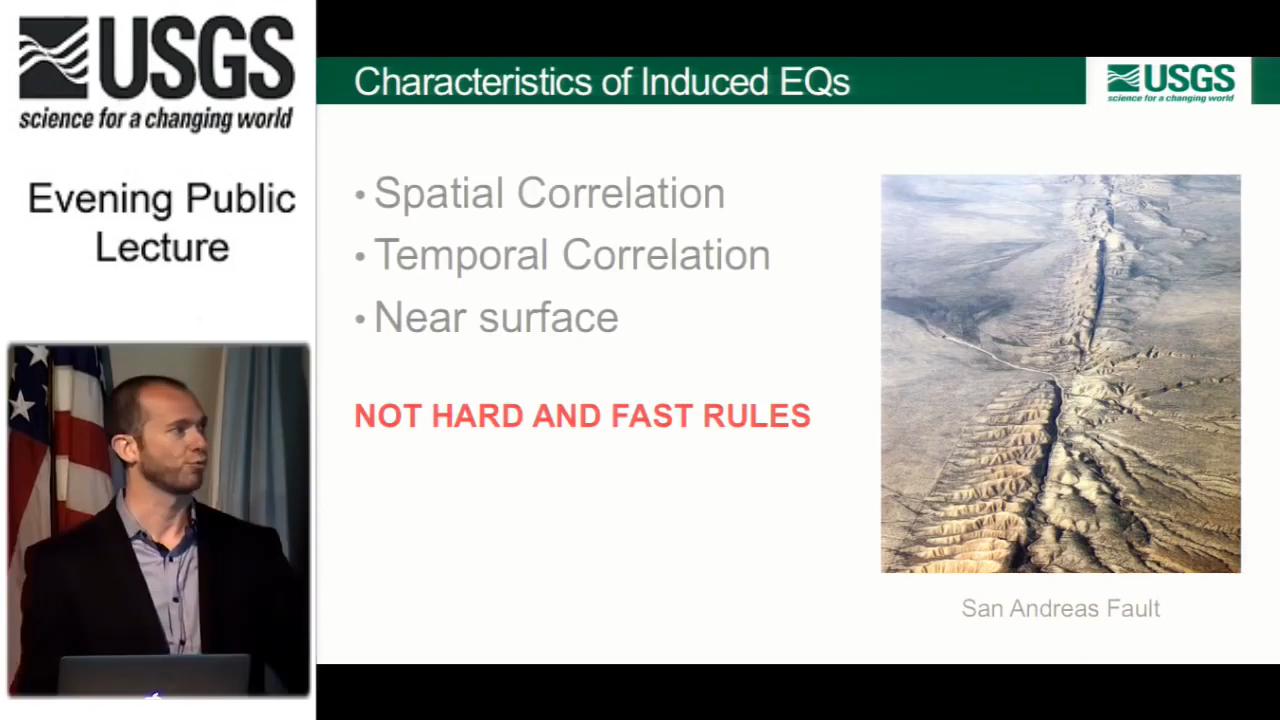 USGS
science for a changing world
Evening Public
Lecture
Characteristics of Induced EQs
USGS
science for a changing world
• Spatial Correlation
• Temporal Correlation
• Near surface
NOT HARD AND FAST RULES
San Andreas Fault